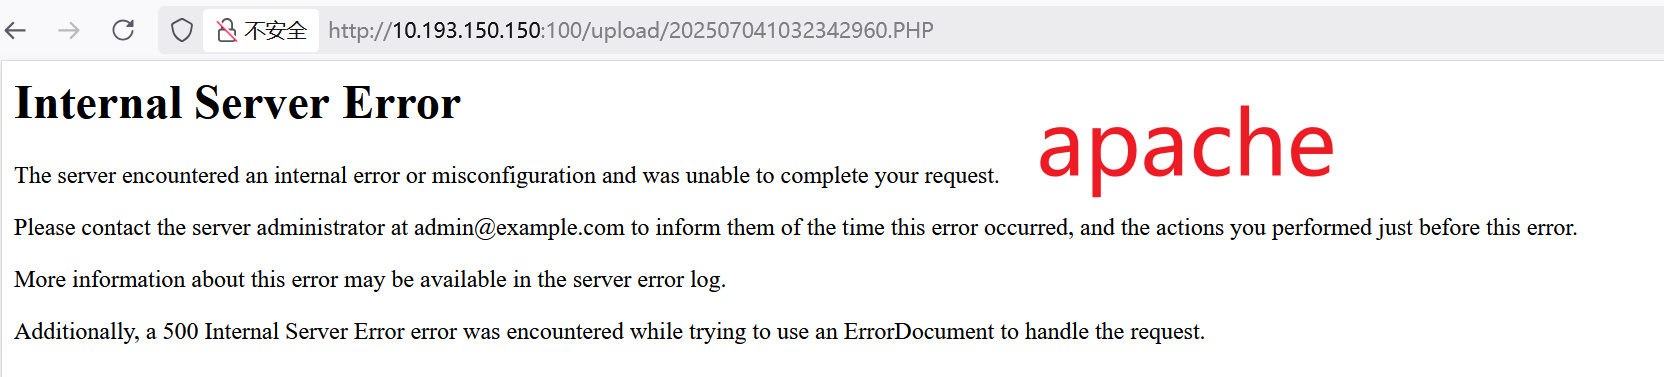 不安全 http://10.193.150.150:100/upload/202507041032342960.PHP
Internal Server Error
apache
The server encountered an internal error or misconfiguration and was unable to complete your request.
Please contact the server administrator at admin@example.com to inform them of the time this error occurred, and the actions you performed just before this error.
More information about this error may be available in the server error log.
Additionally, a 500 Internal Server Error error was encountered while trying to use an ErrorDocument to handle the request.